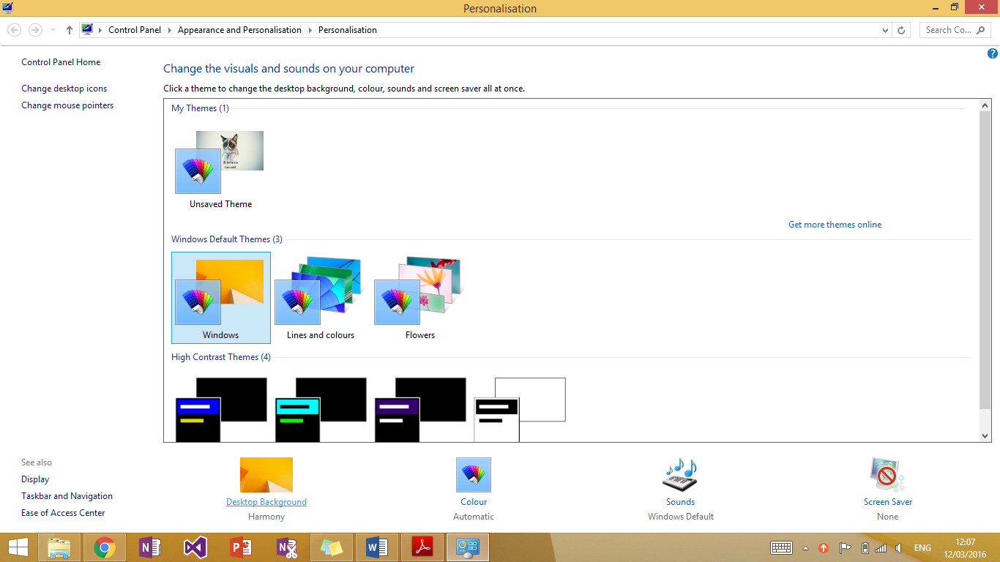 Personalisation
Control Panel Appearance and Personalisation Personalisation
Search Co...
Control Panel Home
Change desktop icons
Change mouse pointers
Change the visuals and sounds on your computer
Click a theme to change the desktop background, colour, sounds and screen saver all at once.
My Themes (1)
Unsaved Theme
Get more themes online
Windows Default Themes (3)
Windows
Lines and colours
Flowers
High Contrast Themes (4)
See also
Display
Taskbar and Navigation
Ease of Access Center
Desktop Background
Harmony
Colour
Automatic
Sounds
Windows Default
Screen Saver
None
ENG
12:07
12/03/2016